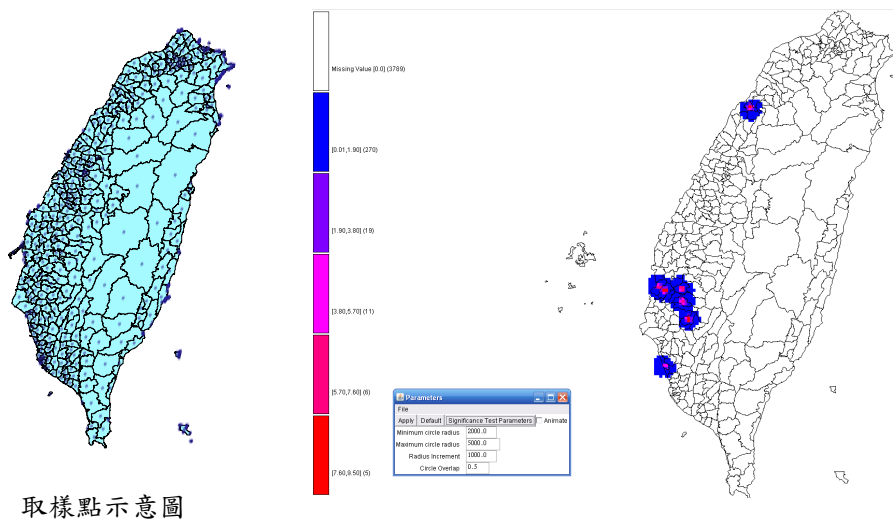 Missing Value [0.0] (3789)
[0.01,1.90] (270)
[1.90,3.80] (19)
[3.80,5.70] (11)
[5.70,7.60] (6)
[7.60,9.50] (5)
Parameters
File
Apply Default Significance Test Parameters Animate
Minimum circle radius 2000.0
Maximum circle radius 5000.0
Radius Increment 1000.0
Circle Overlap 0.5
取樣點示意圖